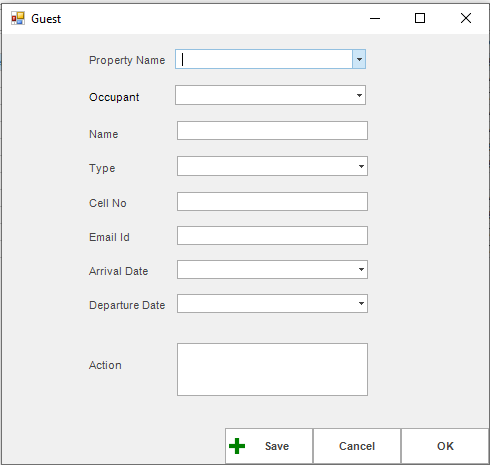 Guest
Property Name
Occupant
Name
Type
Cell No
Email Id
Arrival Date
Departure Date
Action
Save Cancel OK